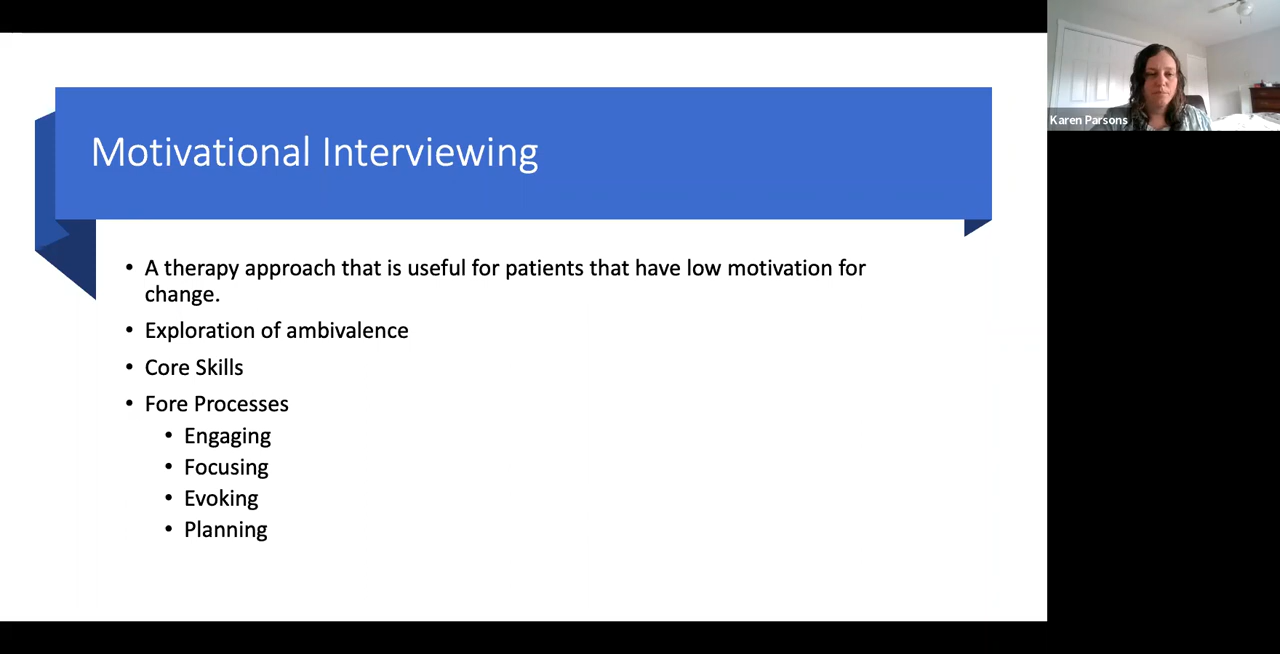 Motivational Interviewing
Karen Parsons
• A therapy approach that is useful for patients that have low motivation for
change.
• Exploration of ambivalence
• Core Skills
• Fore Processes
• Engaging
• Focusing
• Evoking
• Planning